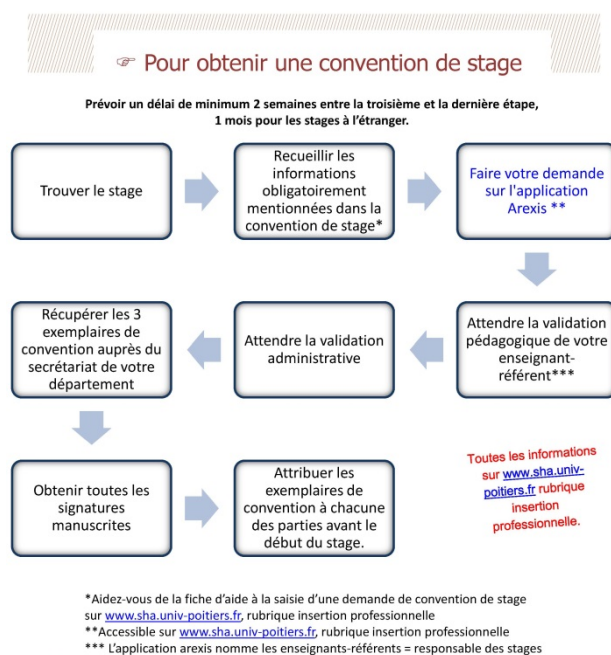 ☞ Pour obtenir une convention de stage
Prévoir un délai de minimum 2 semaines entre la troisième et la dernière étape,
1 mois pour les stages à l'étranger.
Trouver le stage
Recueillir les
informations
obligatoirement
mentionnées dans la
convention de stage*
Faire votre demande
sur l'application
Arexis **
Attendre la validation
pédagogique de votre
enseignant-
référent***
Attendre la validation
administrative
Récupérer les 3
exemplaires de
convention auprès du
secrétariat de votre
département
Obtenir toutes les
signatures
manuscrites
Attribuer les
exemplaires de
convention à chacune
des parties avant le
début du stage.
Toutes les informations
sur www.sha.univ-
poitiers.fr rubrique
insertion
professionnelle.
*Aidez-vous de la fiche d'aide à la saisie d'une demande de convention de stage
sur www.sha.univ-poitiers.fr, rubrique insertion professionnelle
**Accessible sur www.sha.univ-poitiers.fr, rubrique insertion professionnelle
*** L'application arexis nomme les enseignants-référents = responsable des stages